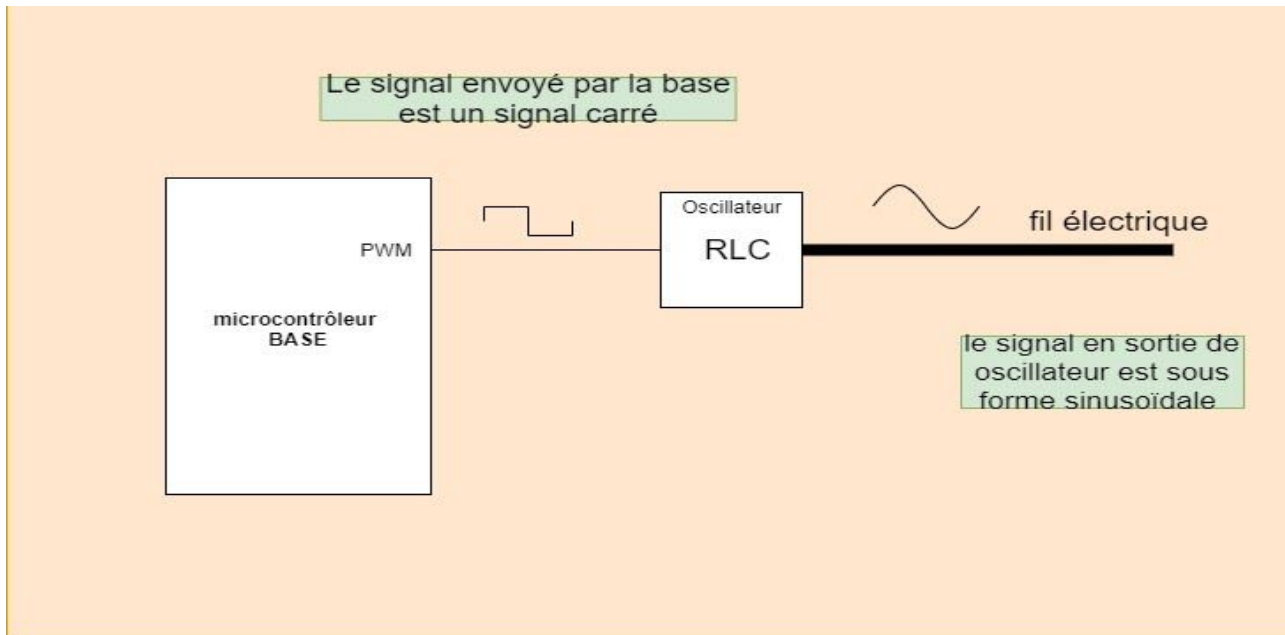 Le signal envoyé par la base
est un signal carré
PWM
microcontrôleur
BASE
Oscillateur
RLC
fil électrique
le signal en sortie de
oscillateur est sous
forme sinusoïdale